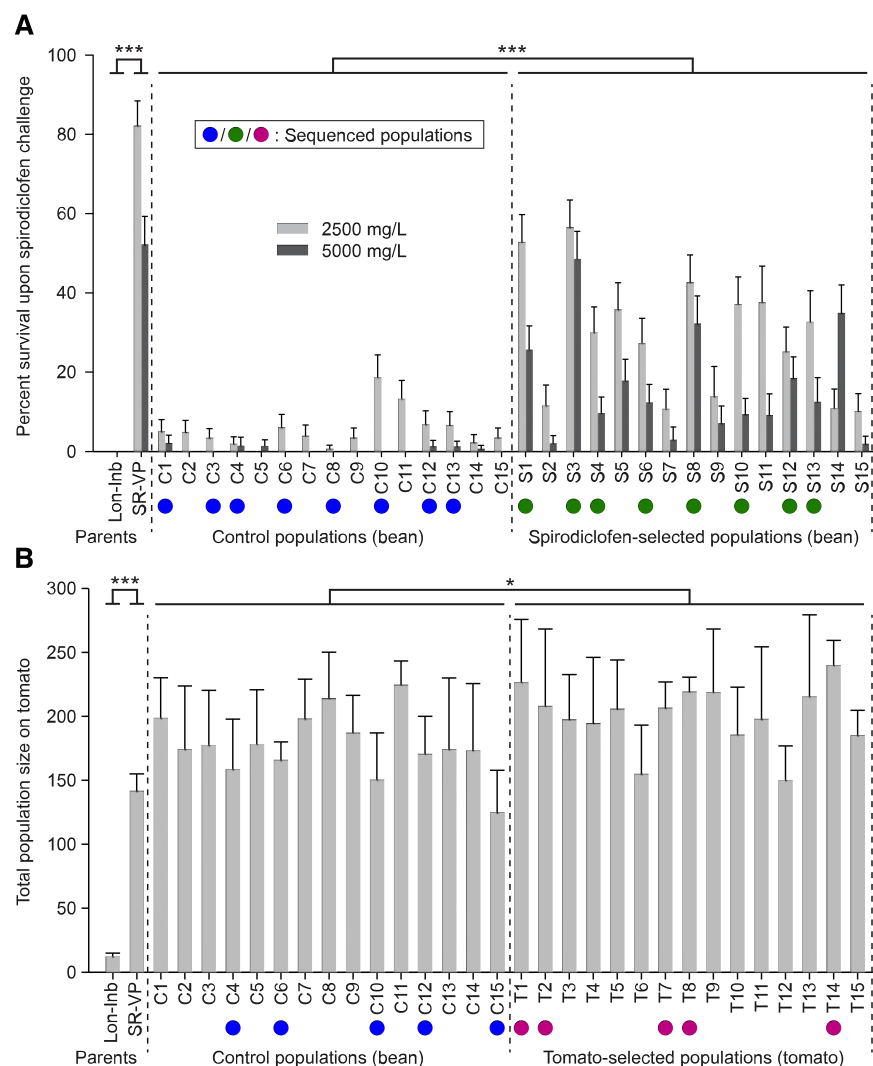 A
Percent survival upon spirodiclofen challenge
100
80
60
40
20
0
***
***
/ / : Sequenced populations
2500 mg/L
5000 mg/L
Lon-Inb
SR-VP
C1
C2
C3
C4
C5
C6
C7
C8
C9
C10
C11
C12
C13
C14
C15
S1
S2
S3
S4
S5
S6
S7
S8
S9
S10
S11
S12
S13
S14
S15
Parents
Control populations (bean)
Spirodiclofen-selected populations (bean)
B
Total population size on tomato
300
250
200
150
100
50
0
***
*
Lon-Inb
SR-VP
C1
C2
C3
C4
C5
C6
C7
C8
C9
C10
C11
C12
C13
C14
C15
T1
T2
T3
T4
T5
T6
T7
T8
T9
T10
T11
T12
T13
T14
T15
Parents
Control populations (bean)
Tomato-selected populations (tomato)